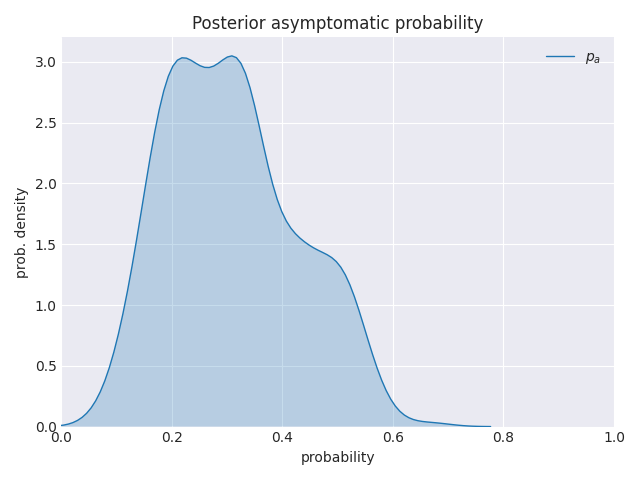 Posterior asymptomatic probability
pₐ
prob. density
3.0
2.5
2.0
1.5
1.0
0.5
0.0
0.0 0.2 0.4 0.6 0.8 1.0
probability